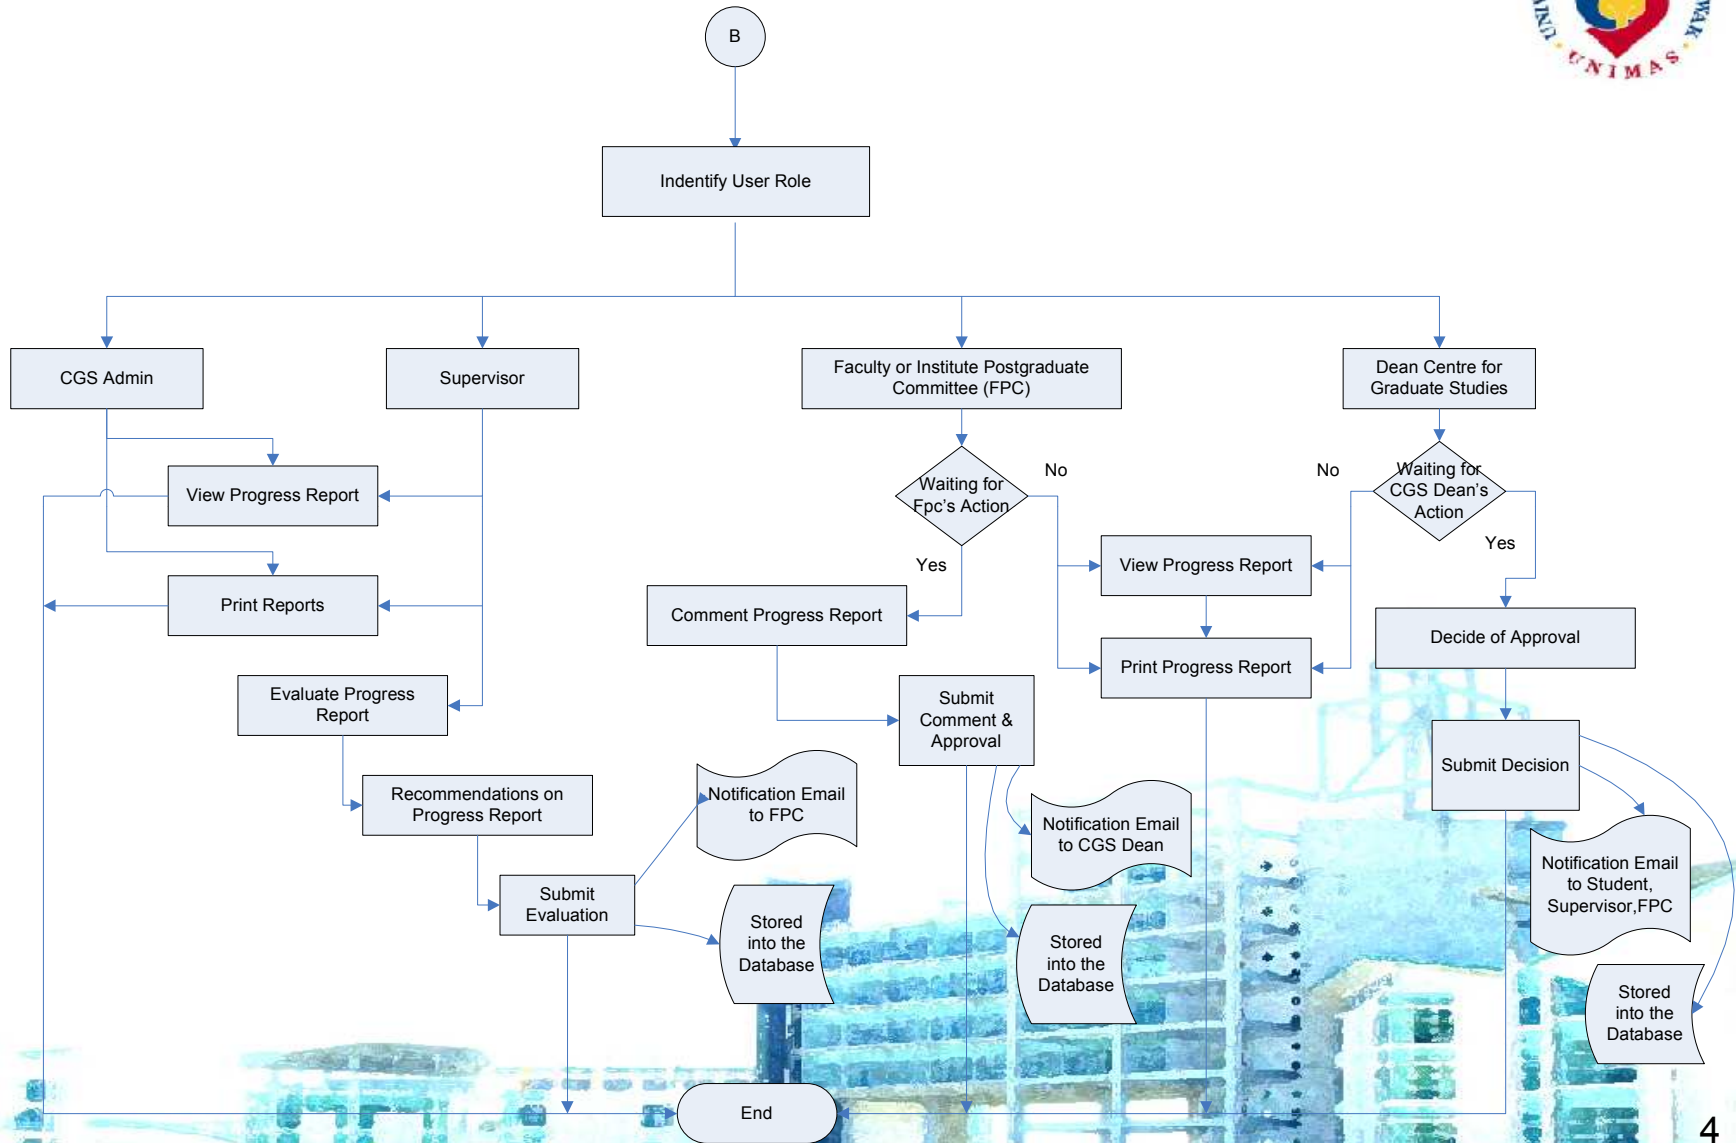 UNIMAS
B
Indentify User Role
CGS Admin
Supervisor
Faculty or Institute Postgraduate
Committee (FPC)
Dean Centre for
Graduate Studies
View Progress Report
Print Reports
Waiting for
Fpc's Action
No
Yes
No
Waiting for
CGS Dean's
Action
Yes
View Progress Report
Comment Progress Report
Print Progress Report
Decide of Approval
Evaluate Progress
Report
Submit
Comment &
Approval
Submit Decision
Recommendations on
Progress Report
Notification Email
to FPC
Notification Email
to CGS Dean
Notification Email
to Student,
Supervisor,FPC
Submit
Evaluation
Stored
into the
Database
Stored
into the
Database
Stored
into the
Database
End
4